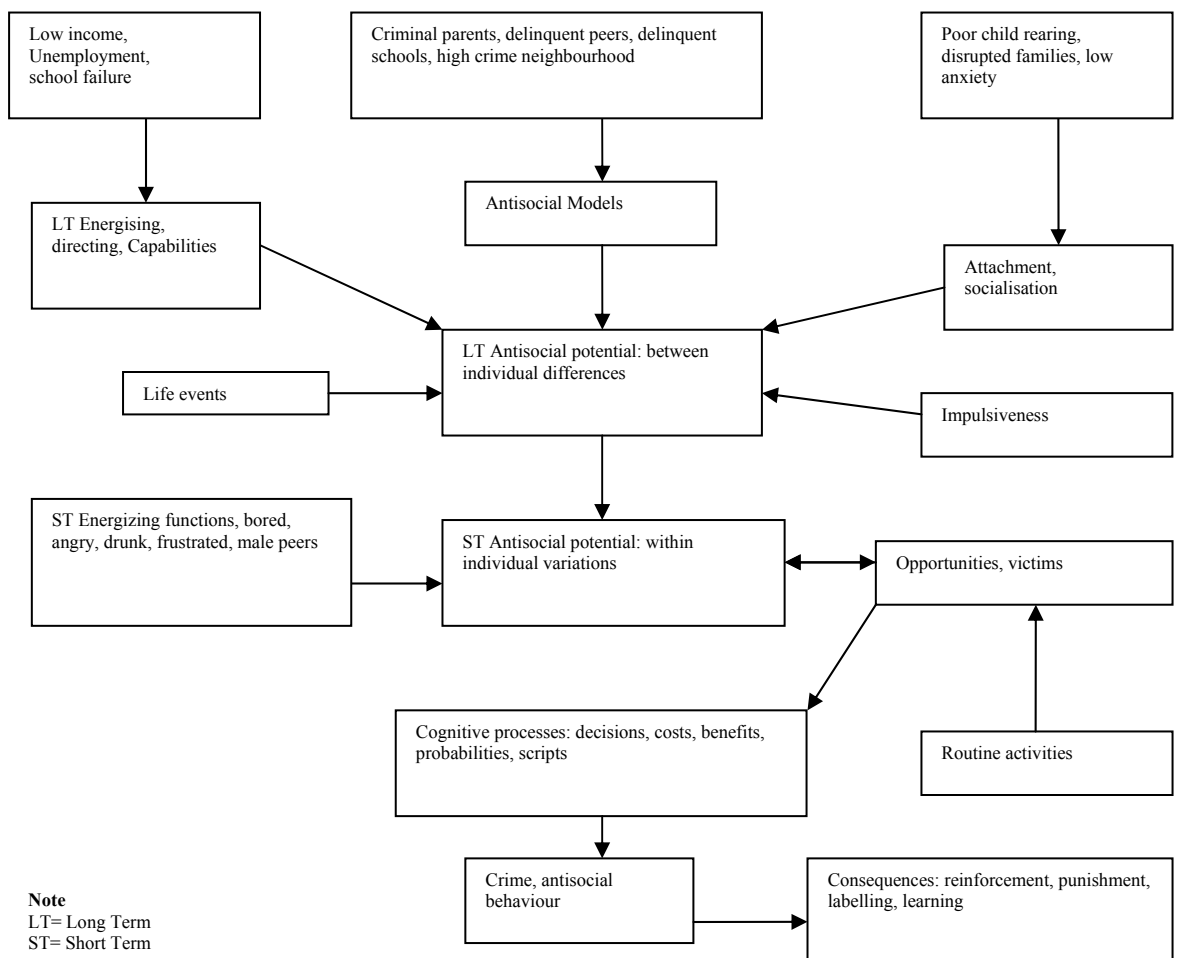 Low income,
Unemployment,
school failure
Criminal parents, delinquent peers, delinquent
schools, high crime neighbourhood
Poor child rearing,
disrupted families, low
anxiety
LT Energising,
directing, Capabilities
Antisocial Models
Attachment,
socialisation
LT Antisocial potential: between
individual differences
Life events
Impulsiveness
ST Energizing functions, bored,
angry, drunk, frustrated, male peers
ST Antisocial potential: within
individual variations
Opportunities, victims
Cognitive processes: decisions, costs, benefits,
probabilities, scripts
Routine activities
Crime, antisocial
behaviour
Consequences: reinforcement, punishment,
labelling, learning
Note
LT= Long Term
ST= Short Term